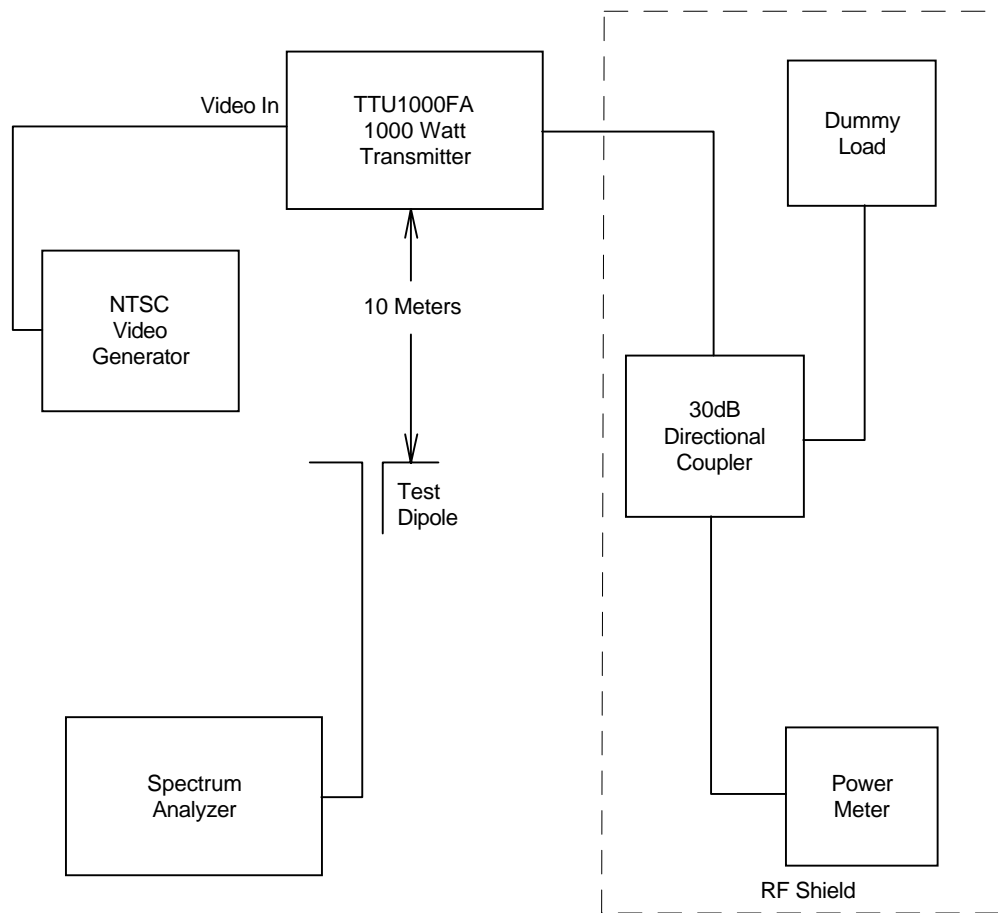 Video In
TTU1000FA
1000 Watt
Transmitter
Dummy
Load
NTSC
Video
Generator
10 Meters
30dB
Directional
Coupler
Test
Dipole
Spectrum
Analyzer
Power
Meter
RF Shield